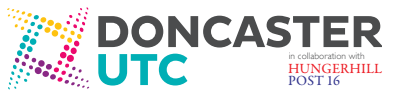 DONCASTER
UTC
in collaboration with
HUNGERHILL
POST 16